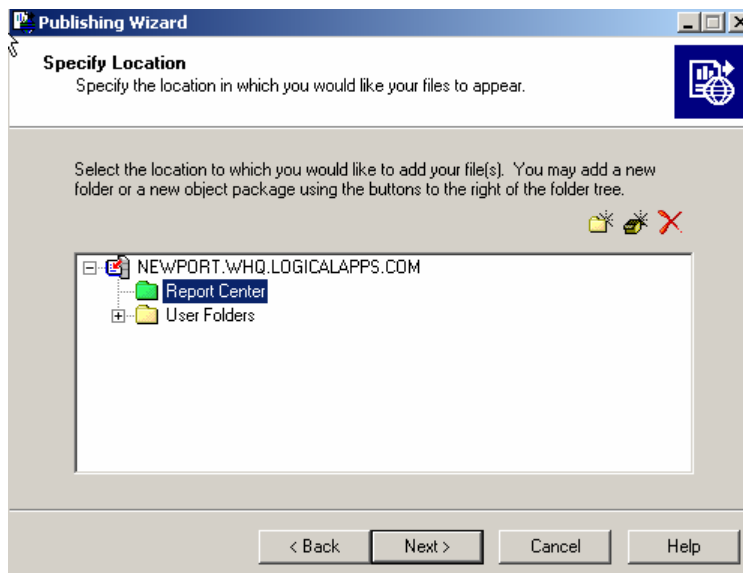 Publishing Wizard
Specify Location
Specify the location in which you would like your files to appear.
Select the location to which you would like to add your file(s). You may add a new
folder or a new object package using the buttons to the right of the folder tree.
NEWPORT.WHQ.LOGICALAPPS.COM
Report Center
User Folders
< Back Next > Cancel Help